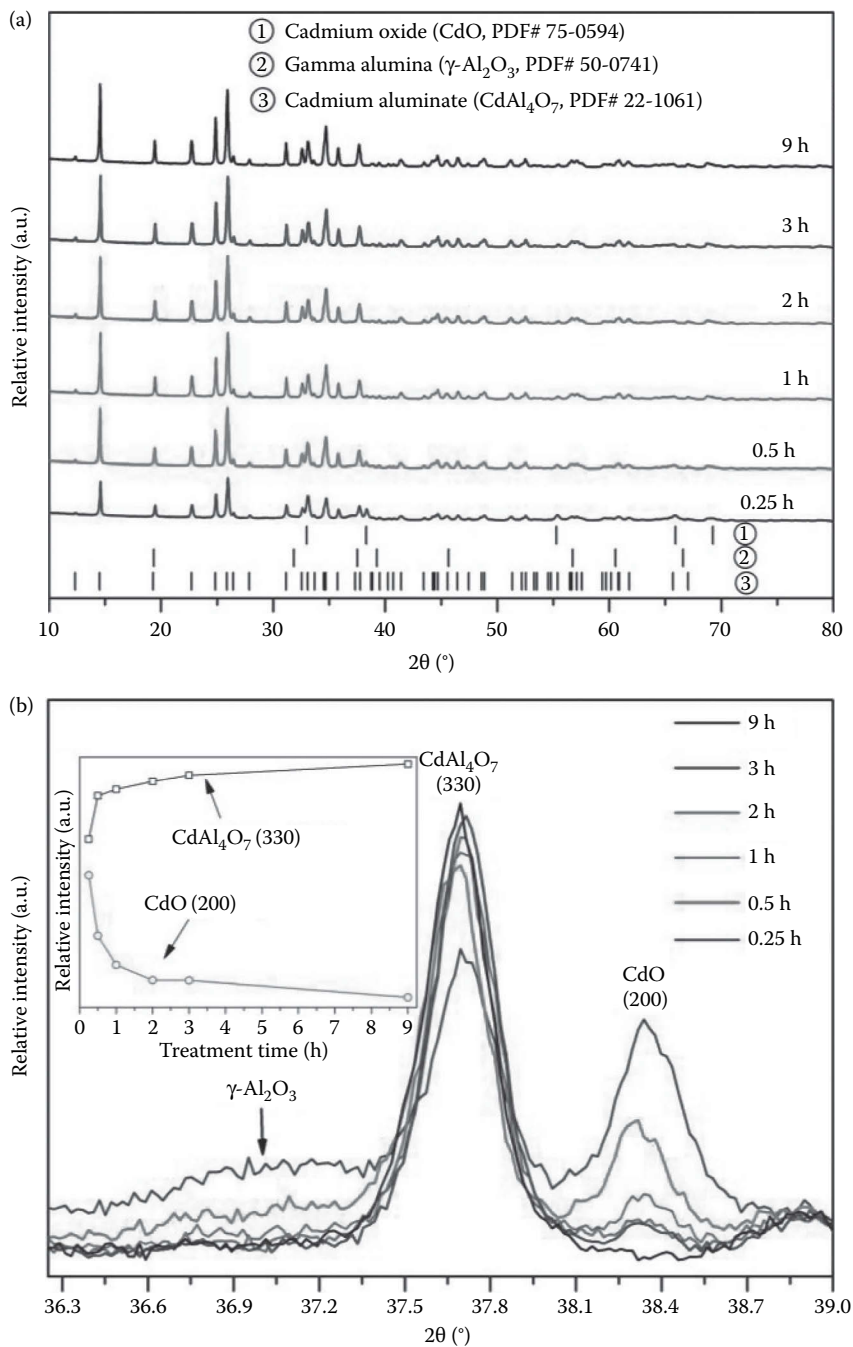 (a)
① Cadmium oxide (CdO, PDF# 75-0594)
② Gamma alumina (γ-Al₂O₃, PDF# 50-0741)
③ Cadmium aluminate (CdAl₄O₇, PDF# 22-1061)
9 h
3 h
2 h
1 h
0.5 h
0.25 h
①
②
③
Relative intensity (a.u.)
10 20 30 40 50 60 70 80
2θ (°)
(b)
9 h
3 h
2 h
1 h
0.5 h
0.25 h
CdAl₄O₇
(330)
CdO
(200)
γ-Al₂O₃
CdAl₄O₇ (330)
CdO (200)
Relative intensity (a.u.)
0 1 2 3 4 5 6 7 8 9
Treatment time (h)
Relative intensity (a.u.)
36.3 36.6 36.9 37.2 37.5 37.8 38.1 38.4 38.7 39.0
2θ (°)